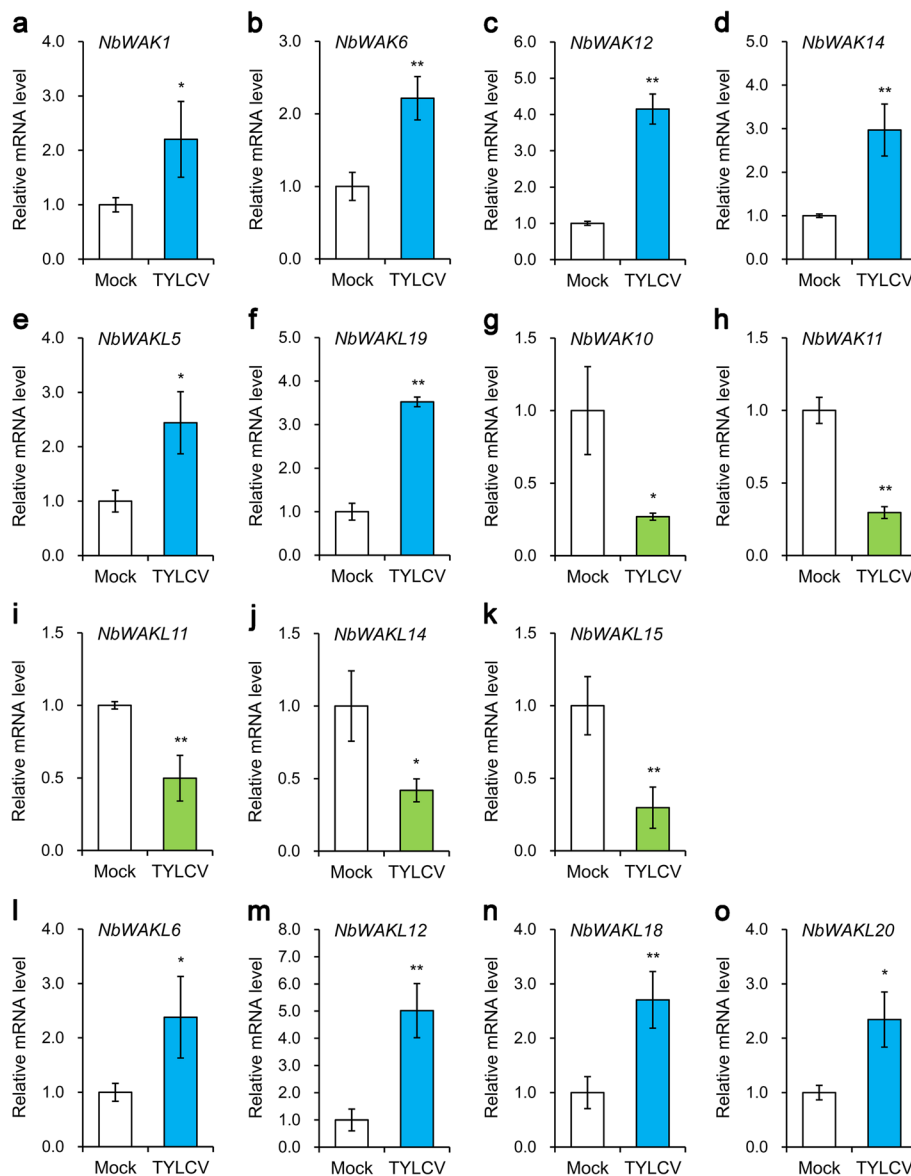 a NbWAK1
Relative mRNA level
4.0
3.0
2.0
1.0
0.0
*
Mock TYLCV
b NbWAK6
Relative mRNA level
3.0
2.0
1.0
0.0
**
Mock TYLCV
c NbWAK12
Relative mRNA level
6.0
5.0
4.0
3.0
2.0
1.0
0.0
**
Mock TYLCV
d NbWAK14
Relative mRNA level
5.0
4.0
3.0
2.0
1.0
0.0
**
Mock TYLCV
e NbWAKL5
Relative mRNA level
4.0
3.0
2.0
1.0
0.0
*
Mock TYLCV
f NbWAKL19
Relative mRNA level
5.0
4.0
3.0
2.0
1.0
0.0
**
Mock TYLCV
g NbWAK10
Relative mRNA level
1.5
1.0
0.5
0.0
*
Mock TYLCV
h NbWAK11
Relative mRNA level
1.5
1.0
0.5
0.0
**
Mock TYLCV
i NbWAKL11
Relative mRNA level
1.5
1.0
0.5
0.0
**
Mock TYLCV
j NbWAKL14
Relative mRNA level
1.5
1.0
0.5
0.0
*
Mock TYLCV
k NbWAKL15
Relative mRNA level
1.5
1.0
0.5
0.0
**
Mock TYLCV
l NbWAKL6
Relative mRNA level
4.0
3.0
2.0
1.0
0.0
*
Mock TYLCV
m NbWAKL12
Relative mRNA level
8.0
7.0
6.0
5.0
4.0
3.0
2.0
1.0
0.0
**
Mock TYLCV
n NbWAKL18
Relative mRNA level
4.0
3.0
2.0
1.0
0.0
**
Mock TYLCV
o NbWAKL20
Relative mRNA level
4.0
3.0
2.0
1.0
0.0
*
Mock TYLCV